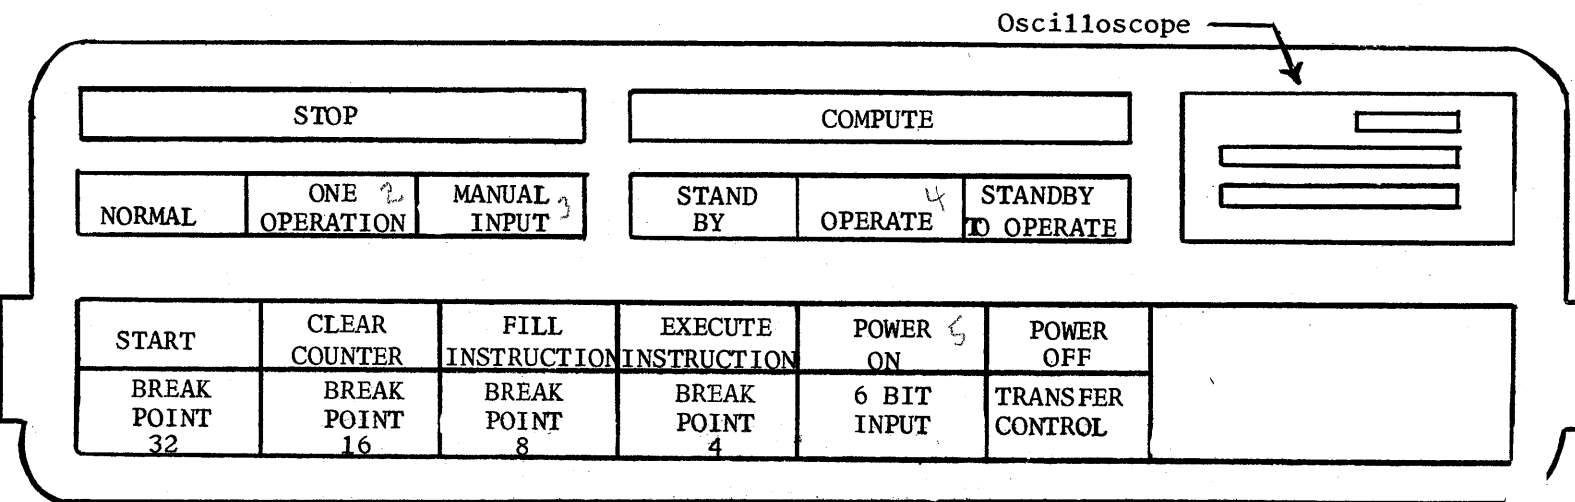 Oscilloscope
STOP
COMPUTE
NORMAL
ONE 2
OPERATION
MANUAL 3
INPUT
STAND
BY
OPERATE 4
STANDBY
TO OPERATE
START
CLEAR
COUNTER
FILL
INSTRUCTION
EXECUTE
INSTRUCTION
POWER 5
ON
POWER
OFF
BREAK
POINT
32
BREAK
POINT
16
BREAK
POINT
8
BREAK
POINT
4
6 BIT
INPUT
TRANSFER
CONTROL